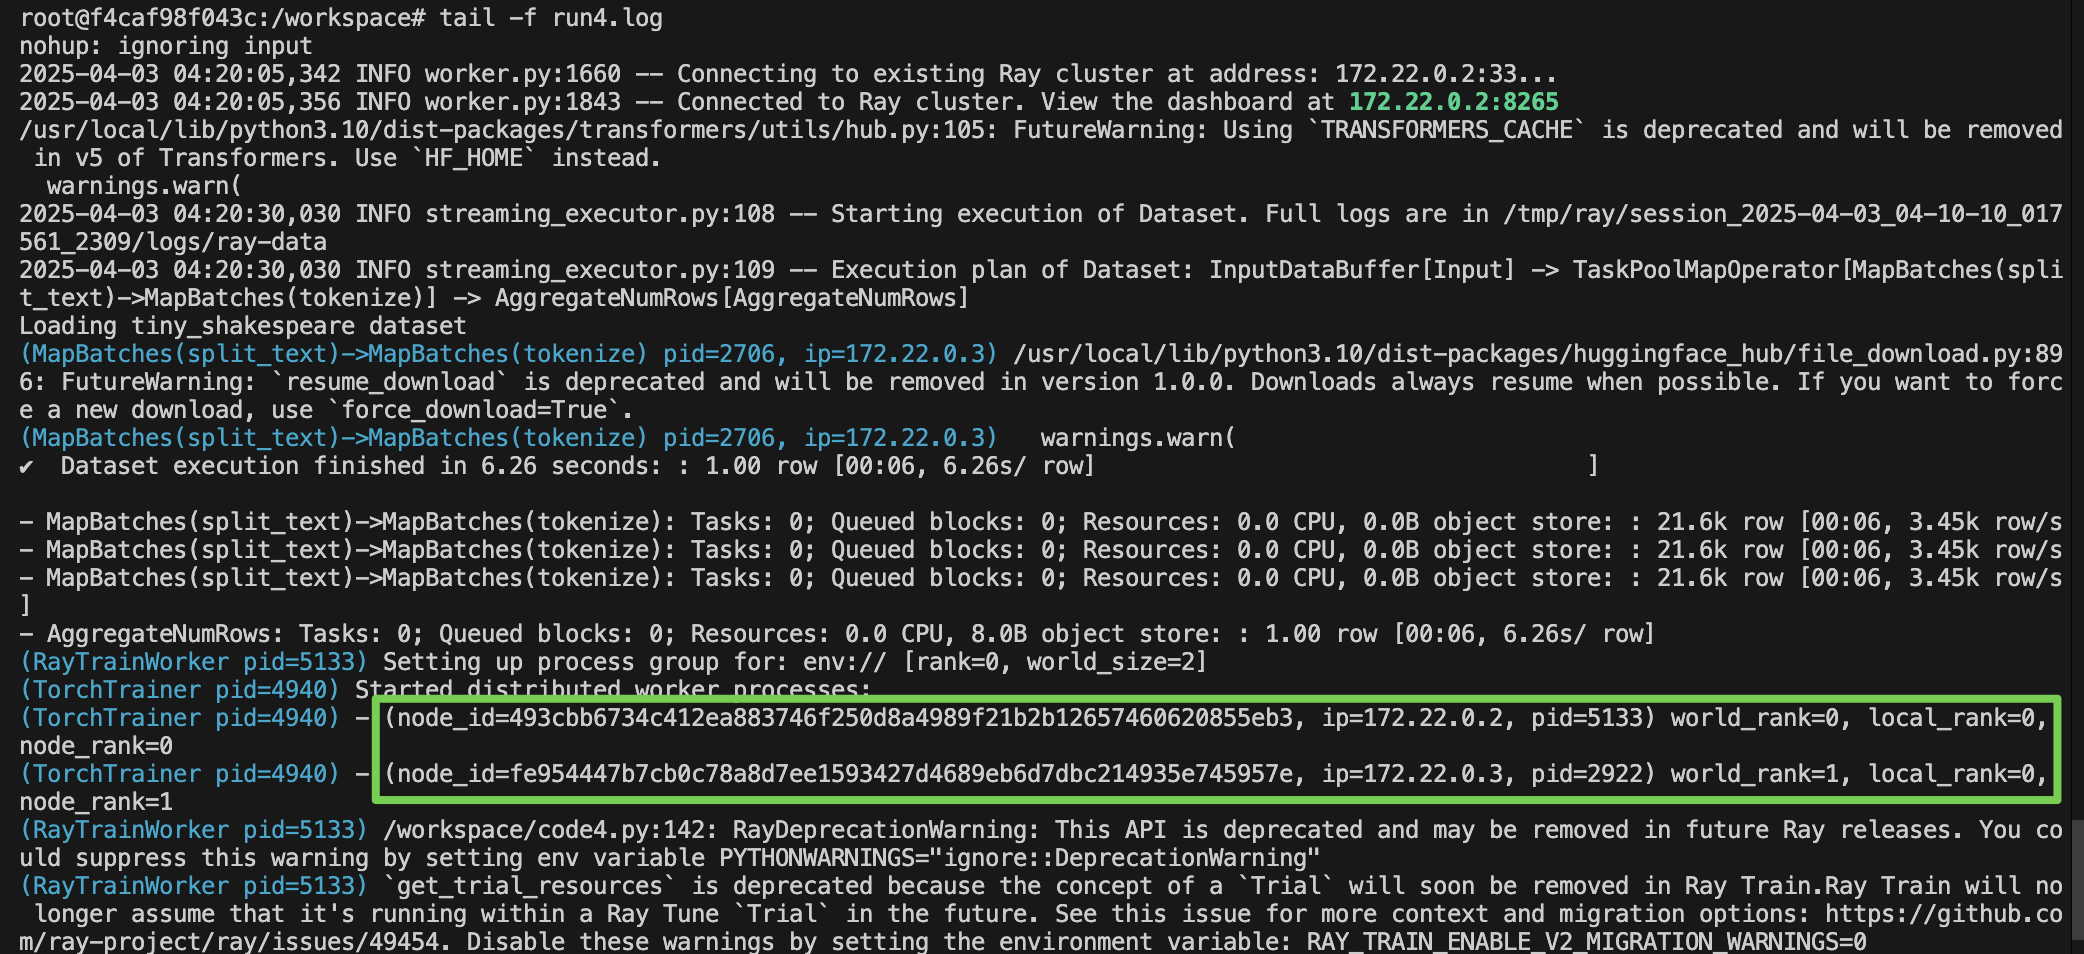 root@f4caf98f043c:/workspace# tail -f run4.log
nohup: ignoring input
2025-04-03 04:20:05,342 INFO worker.py:1660 -- Connecting to existing Ray cluster at address: 172.22.0.2:33...
2025-04-03 04:20:05,356 INFO worker.py:1843 -- Connected to Ray cluster. View the dashboard at 172.22.0.2:8265
/usr/local/lib/python3.10/dist-packages/transformers/utils/hub.py:105: FutureWarning: Using `TRANSFORMERS_CACHE` is deprecated and will be removed
 in v5 of Transformers. Use `HF_HOME` instead.
  warnings.warn(
2025-04-03 04:20:30,030 INFO streaming_executor.py:108 -- Starting execution of Dataset. Full logs are in /tmp/ray/session_2025-04-03_04-10-10_017
561_2309/logs/ray-data
2025-04-03 04:20:30,030 INFO streaming_executor.py:109 -- Execution plan of Dataset: InputDataBuffer[Input] -> TaskPoolMapOperator[MapBatches(spli
t_text)->MapBatches(tokenize)] -> AggregateNumRows[AggregateNumRows]
Loading tiny_shakespeare dataset
(MapBatches(split_text)->MapBatches(tokenize) pid=2706, ip=172.22.0.3) /usr/local/lib/python3.10/dist-packages/huggingface_hub/file_download.py:89
6: FutureWarning: `resume_download` is deprecated and will be removed in version 1.0.0. Downloads always resume when possible. If you want to forc
e a new download, use `force_download=True`.
(MapBatches(split_text)->MapBatches(tokenize) pid=2706, ip=172.22.0.3)   warnings.warn(
✔  Dataset execution finished in 6.26 seconds: : 1.00 row [00:06, 6.26s/ row]                                   ]
- MapBatches(split_text)->MapBatches(tokenize): Tasks: 0; Queued blocks: 0; Resources: 0.0 CPU, 0.0B object store: : 21.6k row [00:06, 3.45k row/s
- MapBatches(split_text)->MapBatches(tokenize): Tasks: 0; Queued blocks: 0; Resources: 0.0 CPU, 0.0B object store: : 21.6k row [00:06, 3.45k row/s
- MapBatches(split_text)->MapBatches(tokenize): Tasks: 0; Queued blocks: 0; Resources: 0.0 CPU, 0.0B object store: : 21.6k row [00:06, 3.45k row/s
]
- AggregateNumRows: Tasks: 0; Queued blocks: 0; Resources: 0.0 CPU, 8.0B object store: : 1.00 row [00:06, 6.26s/ row]
(RayTrainWorker pid=5133) Setting up process group for: env:// [rank=0, world_size=2]
(TorchTrainer pid=4940) Started distributed worker processes:
(TorchTrainer pid=4940) - (node_id=493cbb6734c412ea883746f250d8a4989f21b2b12657460620855eb3, ip=172.22.0.2, pid=5133) world_rank=0, local_rank=0,
node_rank=0
(TorchTrainer pid=4940) - (node_id=fe954447b7cb0c78a8d7ee1593427d4689eb6d7dbc214935e745957e, ip=172.22.0.3, pid=2922) world_rank=1, local_rank=0,
node_rank=1
(RayTrainWorker pid=5133) /workspace/code4.py:142: RayDeprecationWarning: This API is deprecated and may be removed in future Ray releases. You co
uld suppress this warning by setting env variable PYTHONWARNINGS="ignore::DeprecationWarning"
(RayTrainWorker pid=5133) `get_trial_resources` is deprecated because the concept of a `Trial` will soon be removed in Ray Train.Ray Train will no
 longer assume that it's running within a Ray Tune `Trial` in the future. See this issue for more context and migration options: https://github.co
m/ray-project/ray/issues/49454. Disable these warnings by setting the environment variable: RAY_TRAIN_ENABLE_V2_MIGRATION_WARNINGS=0